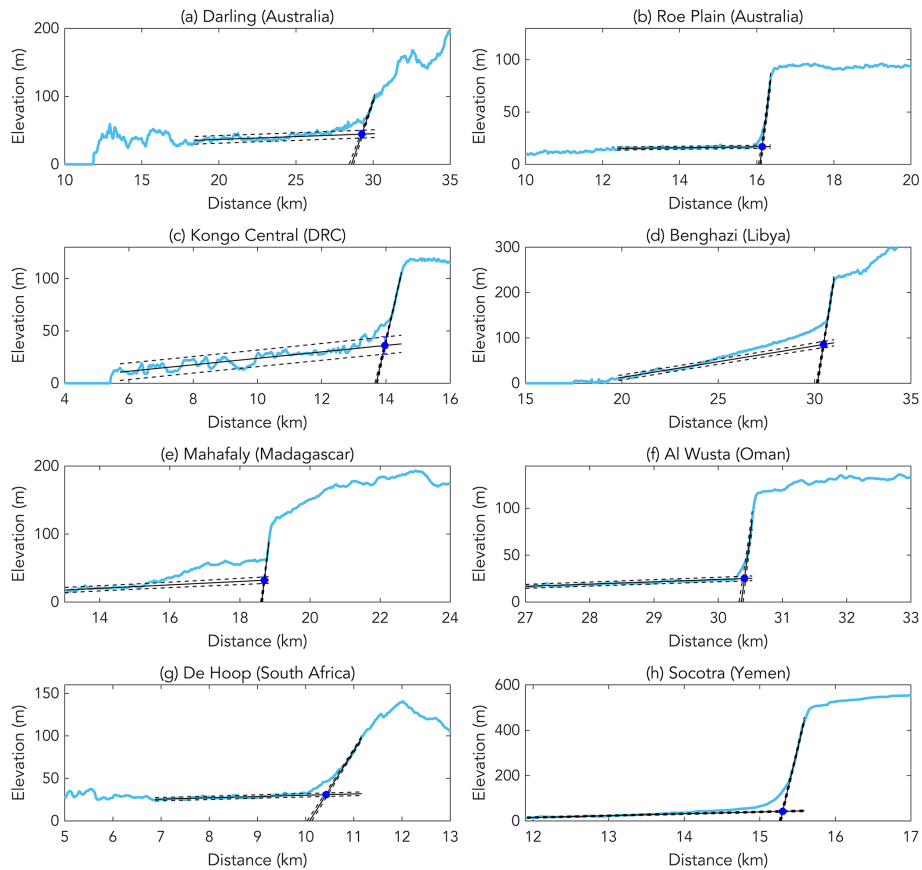 (a) Darling (Australia)
Elevation (m)
200
100
0
10 15 20 25 30 35
Distance (km)
(b) Roe Plain (Australia)
Elevation (m)
100
50
0
10 12 14 16 18 20
Distance (km)
(c) Kongo Central (DRC)
Elevation (m)
100
50
0
4 6 8 10 12 14 16
Distance (km)
(d) Benghazi (Libya)
Elevation (m)
300
200
100
0
15 20 25 30 35
Distance (km)
(e) Mahafaly (Madagascar)
Elevation (m)
200
100
0
14 16 18 20 22 24
Distance (km)
(f) Al Wusta (Oman)
Elevation (m)
100
50
0
27 28 29 30 31 32 33
Distance (km)
(g) De Hoop (South Africa)
Elevation (m)
150
100
50
0
5 6 7 8 9 10 11 12 13
Distance (km)
(h) Socotra (Yemen)
Elevation (m)
600
400
200
0
12 13 14 15 16 17
Distance (km)